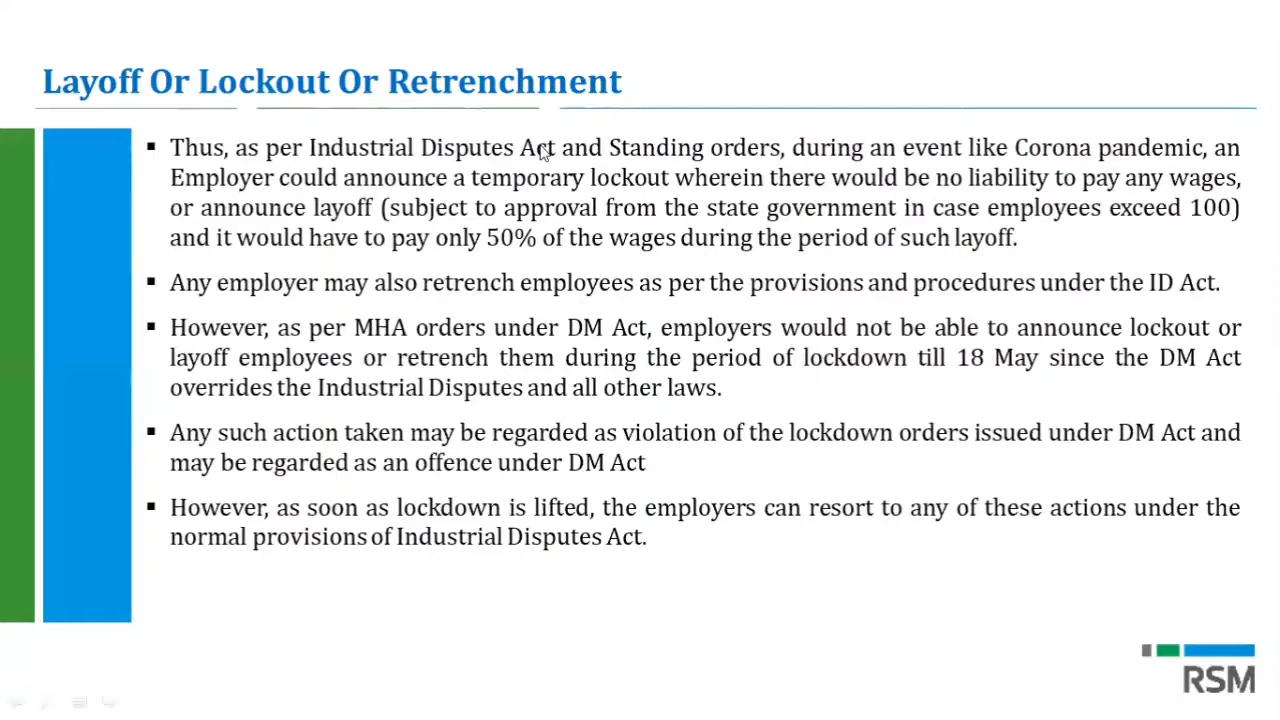 Layoff Or Lockout Or Retrenchment
▪ Thus, as per Industrial Disputes Act and Standing orders, during an event like Corona pandemic, an
Employer could announce a temporary lockout wherein there would be no liability to pay any wages,
or announce layoff (subject to approval from the state government in case employees exceed 100)
and it would have to pay only 50% of the wages during the period of such layoff.
▪ Any employer may also retrench employees as per the provisions and procedures under the ID Act.
▪ However, as per MHA orders under DM Act, employers would not be able to announce lockout or
layoff employees or retrench them during the period of lockdown till 18 May since the DM Act
overrides the Industrial Disputes and all other laws.
▪ Any such action taken may be regarded as violation of the lockdown orders issued under DM Act and
may be regarded as an offence under DM Act
▪ However, as soon as lockdown is lifted, the employers can resort to any of these actions under the
normal provisions of Industrial Disputes Act.
RSM